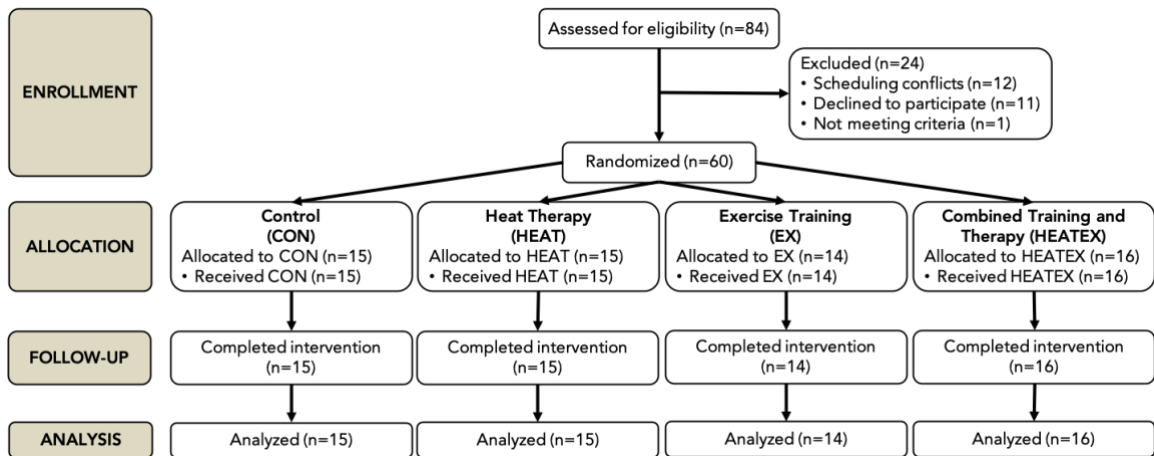 ENROLLMENT
Assessed for eligibility (n=84)
Excluded (n=24)
• Scheduling conflicts (n=12)
• Declined to participate (n=11)
• Not meeting criteria (n=1)
Randomized (n=60)
ALLOCATION
Control
(CON)
Allocated to CON (n=15)
• Received CON (n=15)
Heat Therapy
(HEAT)
Allocated to HEAT (n=15)
• Received HEAT (n=15)
Exercise Training
(EX)
Allocated to EX (n=14)
• Received EX (n=14)
Combined Training and
Therapy (HEATEX)
Allocated to HEATEX (n=16)
• Received HEATEX (n=16)
FOLLOW-UP
Completed intervention
(n=15)
Completed intervention
(n=15)
Completed intervention
(n=14)
Completed intervention
(n=16)
ANALYSIS
Analyzed (n=15)
Analyzed (n=15)
Analyzed (n=14)
Analyzed (n=16)